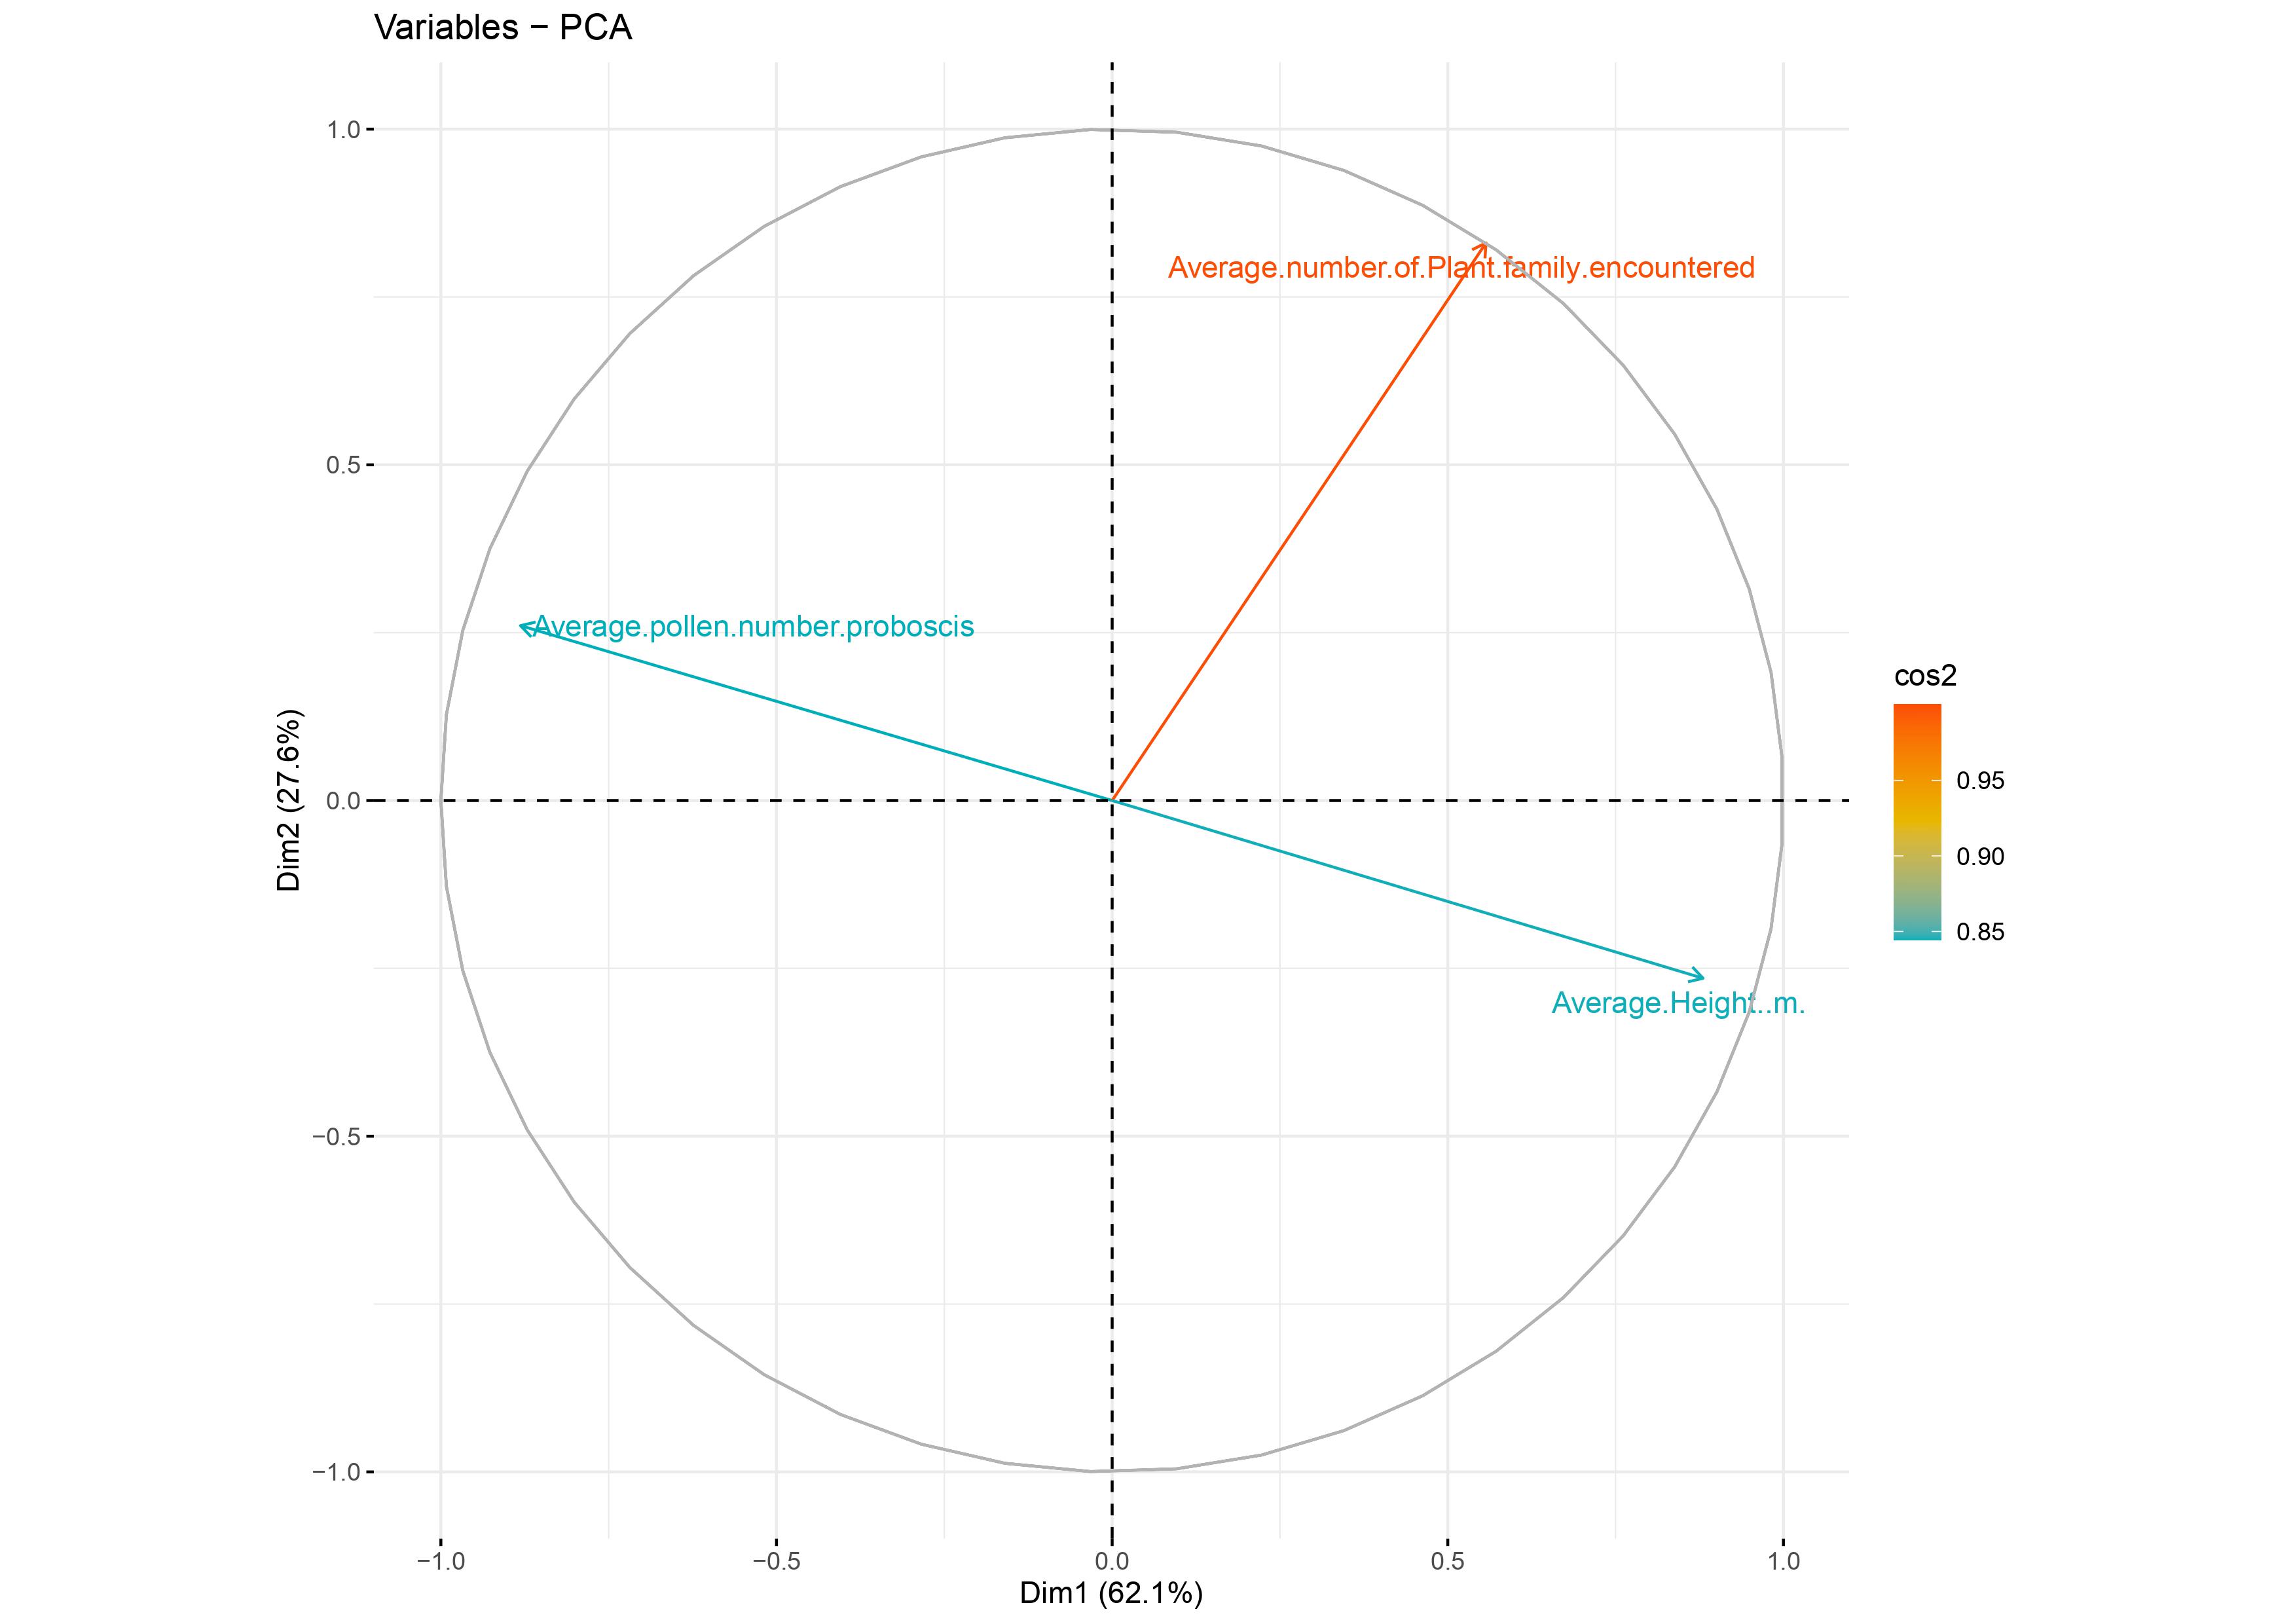 Variables − PCA
1.0
Average.number.of.Plant.family.encountered
0.5
Average.pollen.number.proboscis
cos2
0.95
0.90
0.85
Dim2 (27.6%)
0.0
Average.Height..m.
−0.5
−1.0
−1.0 −0.5 0.0 0.5 1.0
Dim1 (62.1%)